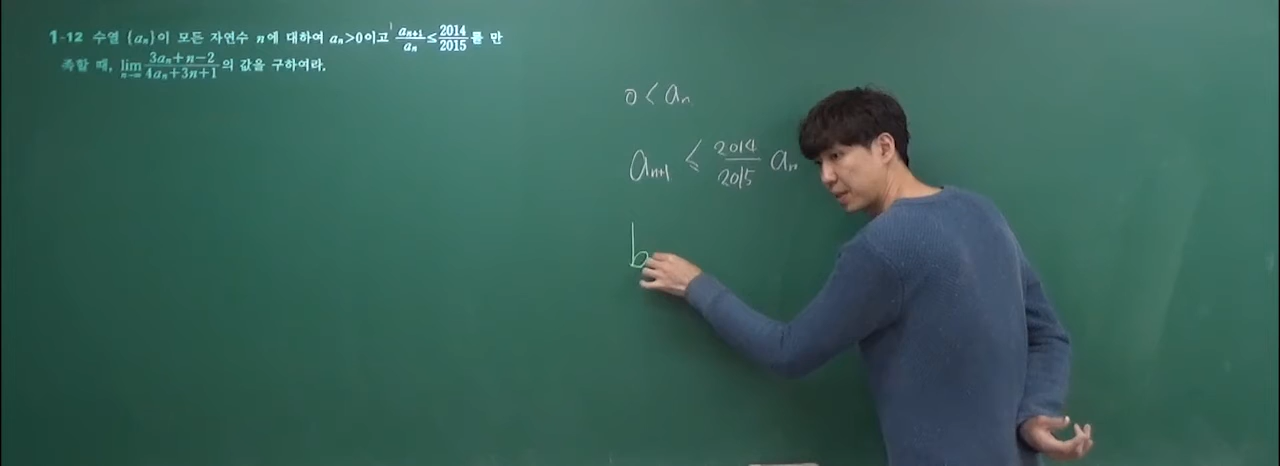 1-12 수열 {aₙ}이 모든 자연수 n에 대하여 aₙ>0이고 aₙ₊₁/aₙ ≤ 2014/2015 를 만
족할 때, lim n→∞ (3aₙ+n-2)/(4aₙ+3n+1) 의 값을 구하여라.
0 < aₙ
aₙ₊₁ ≤ 2014/2015 aₙ
b